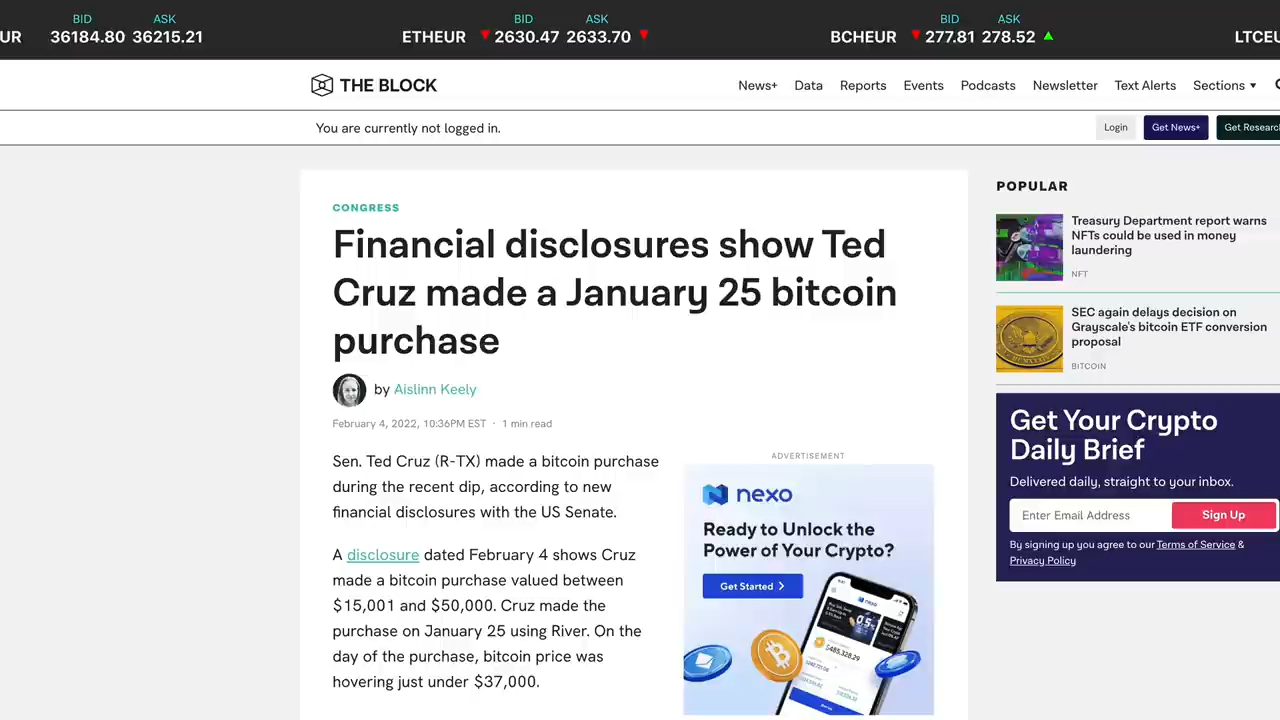 BID ASK BID ASK BID ASK
UR 36184.80 36215.21 ETHEUR 2630.47 2633.70 BCHEUR 277.81 278.52 LTCEU
THE BLOCK
News+ Data Reports Events Podcasts Newsletter Text Alerts Sections
You are currently not logged in.
Login Get News+ Get Research
CONGRESS
Financial disclosures show Ted
Cruz made a January 25 bitcoin
purchase
by Aislinn Keely
February 4, 2022, 10:36PM EST · 1 min read
Sen. Ted Cruz (R-TX) made a bitcoin purchase
during the recent dip, according to new
financial disclosures with the US Senate.
A disclosure dated February 4 shows Cruz
made a bitcoin purchase valued between
$15,001 and $50,000. Cruz made the
purchase on January 25 using River. On the
day of the purchase, bitcoin price was
hovering just under $37,000.
ADVERTISEMENT
nexo
Ready to Unlock the
Power of Your Crypto?
Get Started
nexo
0.5%
$485,328.29
POPULAR
Treasury Department report warns
NFTs could be used in money
laundering
NFT
SEC again delays decision on
Grayscale's bitcoin ETF conversion
proposal
BITCOIN
Get Your Crypto
Daily Brief
Delivered daily, straight to your inbox.
Enter Email Address Sign Up
By signing up you agree to our Terms of Service &
Privacy Policy